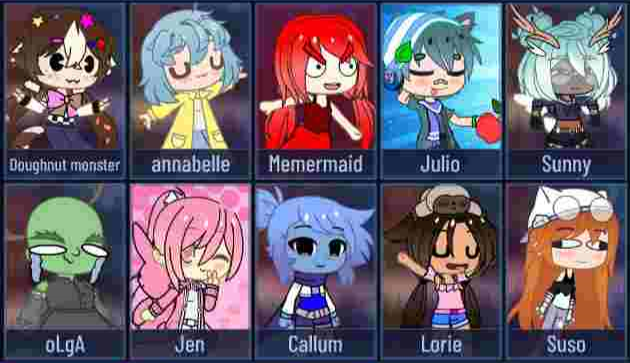 Doughnut monster
annabelle
Memermaid
Julio
Sunny
oLgA
Jen
Callum
Lorie
Suso